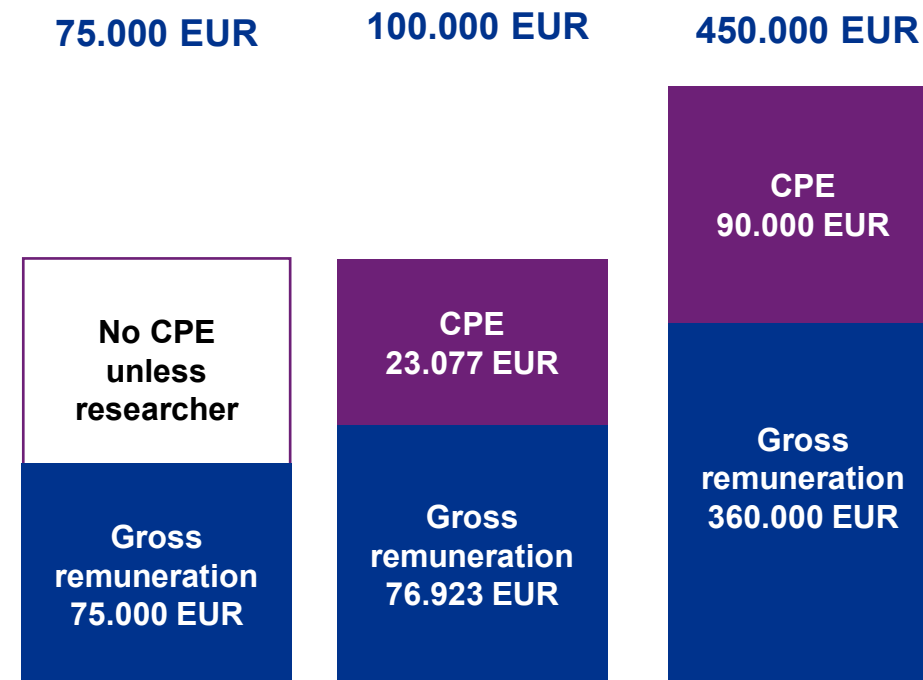 75.000 EUR
100.000 EUR
450.000 EUR
No CPE
unless
researcher
Gross
remuneration
75.000 EUR
CPE
23.077 EUR
Gross
remuneration
76.923 EUR
CPE
90.000 EUR
Gross
remuneration
360.000 EUR